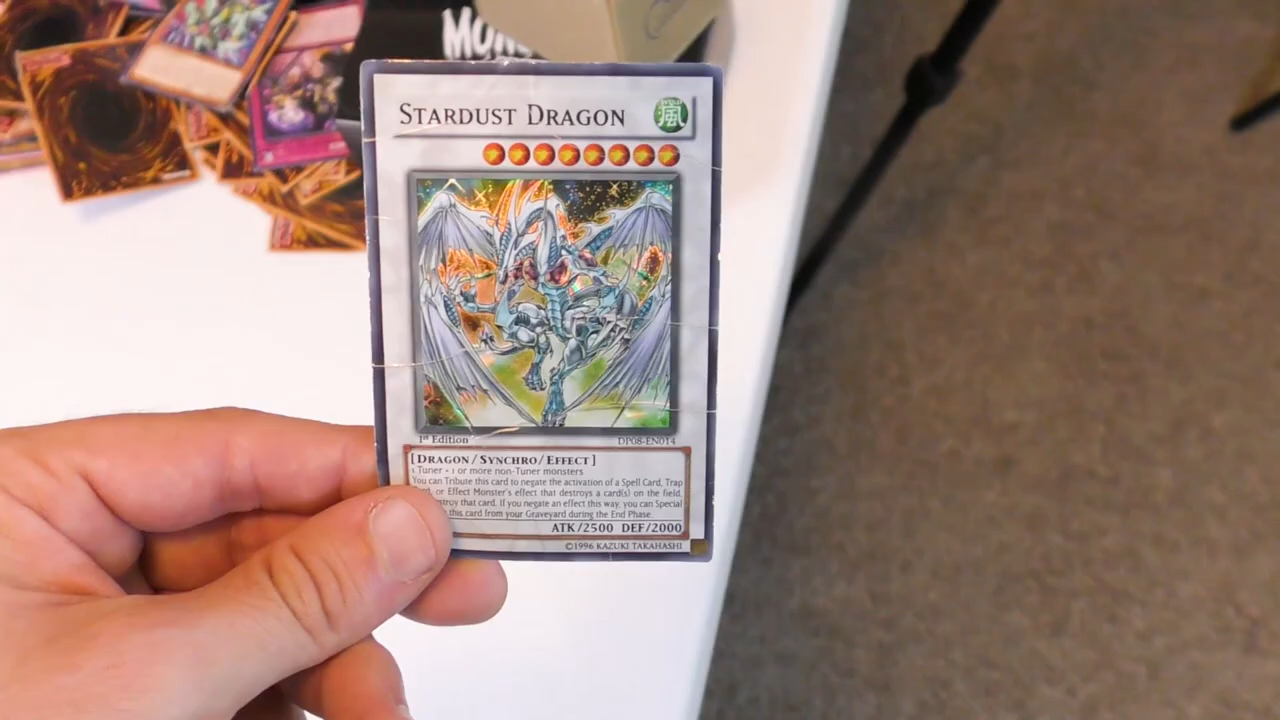 STARDUST DRAGON
風
1st Edition
DP08-EN014
[DRAGON/SYNCHRO/EFFECT]
1 Tuner + 1 or more non-Tuner monsters
You can Tribute this card to negate the activation of a Spell Card, Trap
or Effect Monster's effect that destroys a card(s) on the field,
that card. If you negate an effect this way, you can Special
this card from your Graveyard during the End Phase.
ATK/2500 DEF/2000
©1996 KAZUKI TAKAHASHI